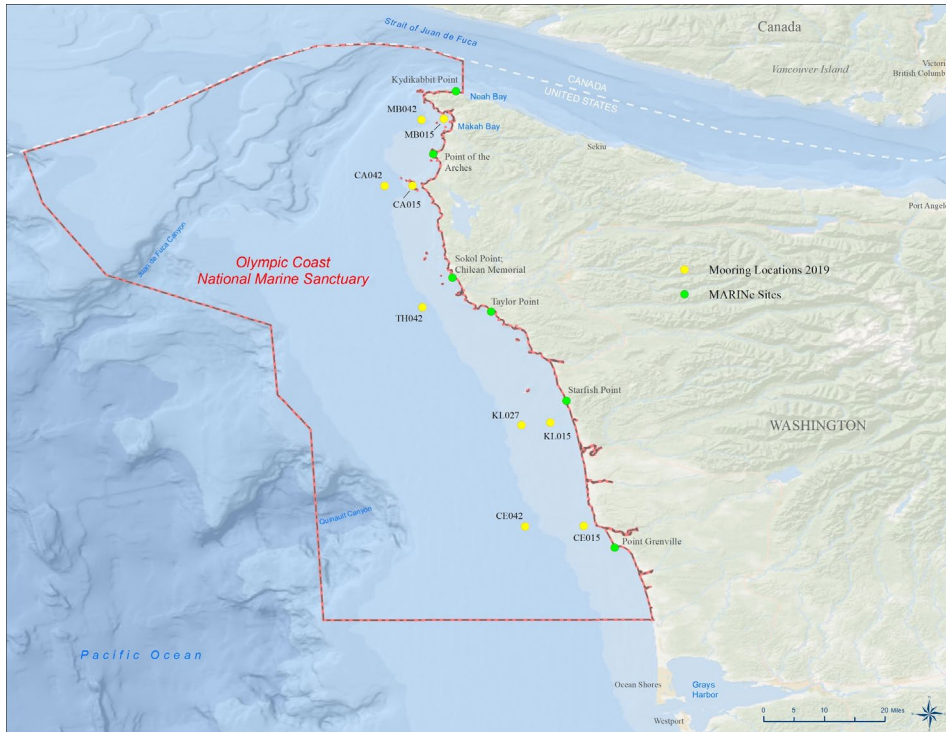 Strait of Juan de Fuca
Canada
Vancouver Island
Victori
British Columb
CANADA
UNITED STATES
Kydikabbit Point
Neah Bay
MB042
MB015
Makah Bay
Sekiu
Point of the
Arches
CA042
CA015
Port Angel
Juan de Fuca Canyon
Olympic Coast
National Marine Sanctuary
Sokol Point;
Chilean Memorial
Mooring Locations 2019
MARINe Sites
Taylor Point
TH042
Starfish Point
KL027
KL015
WASHINGTON
Quinault Canyon
CE042
CE015
Point Grenville
Pacific Ocean
Ocean Shores
Grays
Harbor
Westport
0 5 10 20 Miles